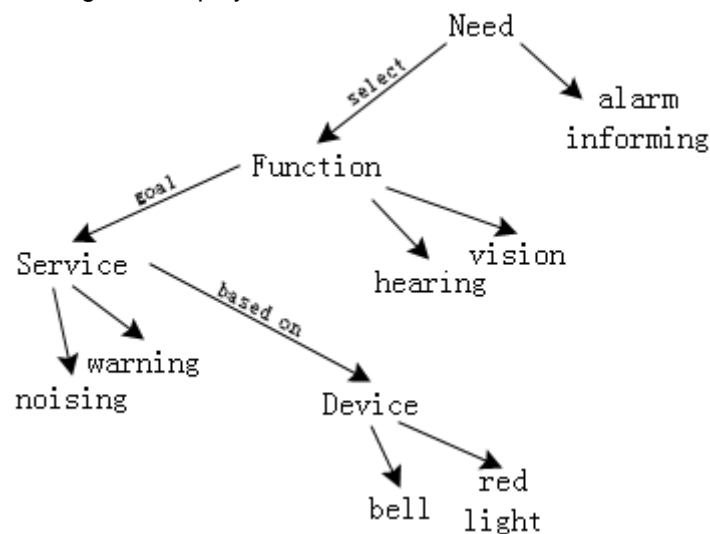 Need
select
alarm
informing
Function
goal
vision
hearing
Service
based on
warning
noising
Device
red
light
bell